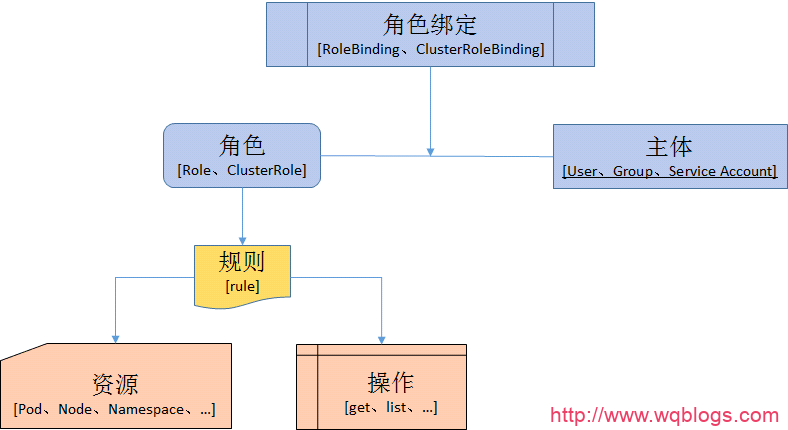 角色绑定
[RoleBinding、ClusterRoleBinding]
角色
[Role、ClusterRole]
主体
[User、Group、Service Account]
规则
[rule]
资源
[Pod、Node、Namespace、...]
操作
[get、list、...]
http://www.wqblogs.com